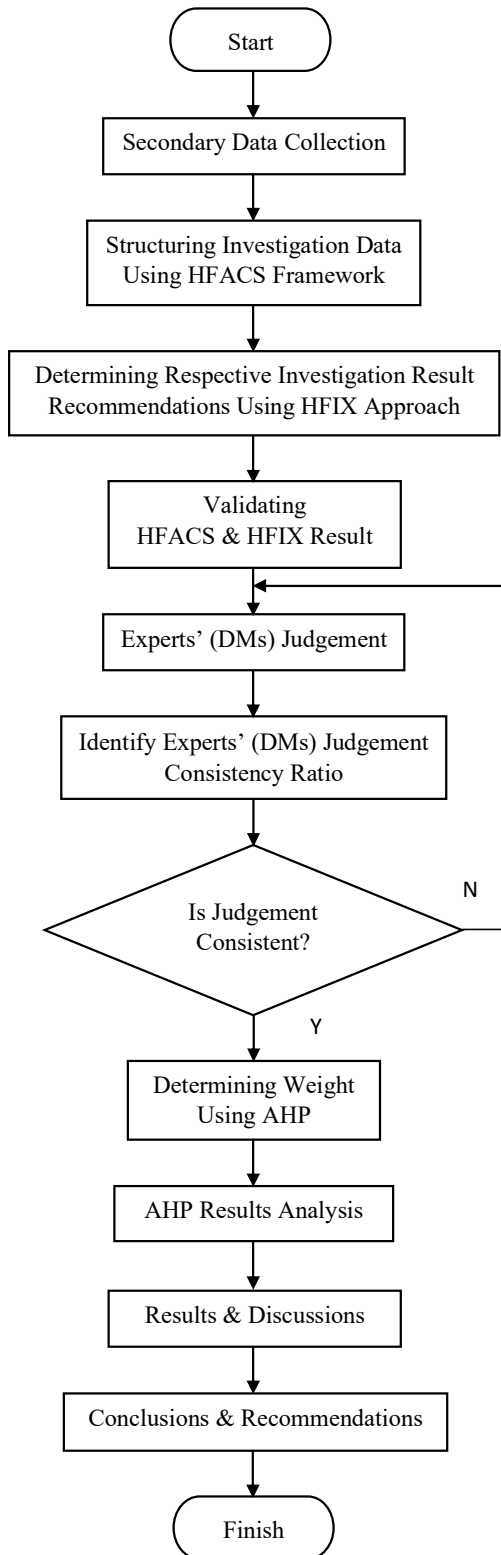 Start
Secondary Data Collection
Structuring Investigation Data
Using HFACS Framework
Determining Respective Investigation Result
Recommendations Using HFIX Approach
Validating
HFACS & HFIX Result
Experts’ (DMs) Judgement
Identify Experts’ (DMs) Judgement
Consistency Ratio
N
Is Judgement
Consistent?
Y
Determining Weight
Using AHP
AHP Results Analysis
Results & Discussions
Conclusions & Recommendations
Finish